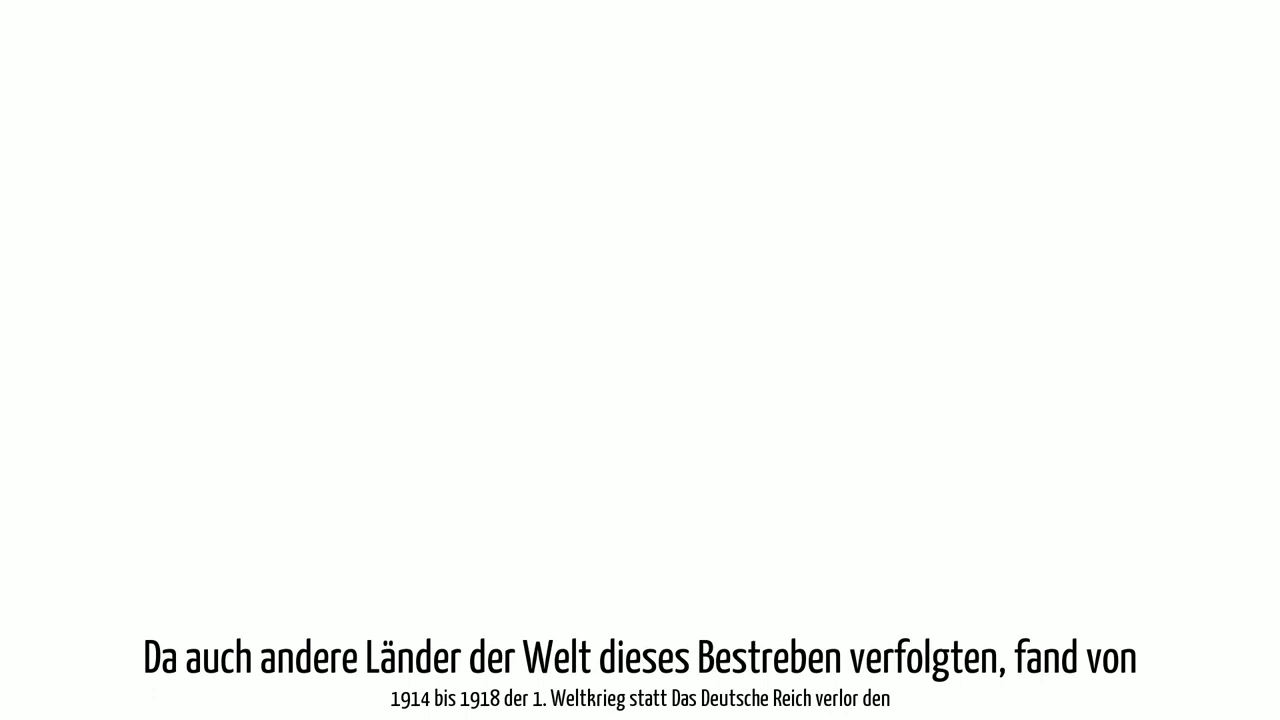 Da auch andere Länder der Welt dieses Bestreben verfolgten, fand von
1914 bis 1918 der 1. Weltkrieg statt Das Deutsche Reich verlor den